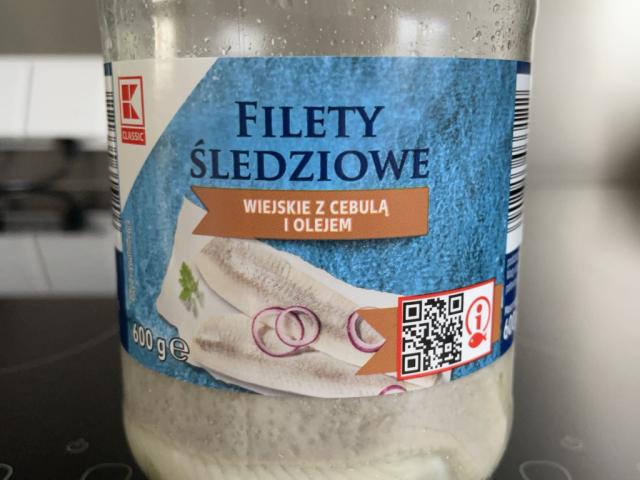 K
CLASSIC
FILETY
ŚLEDZIOWE
WIEJSKIE Z CEBULĄ
I OLEJEM
600 g ℮
i